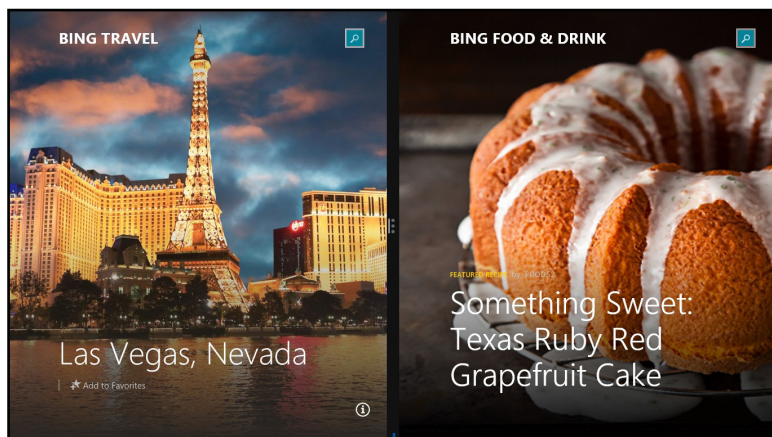 BING TRAVEL
Las Vegas, Nevada
Add to Favorites
BING FOOD & DRINK
FEATURED RECIPE by
Something Sweet:
Texas Ruby Red
Grapefruit Cake